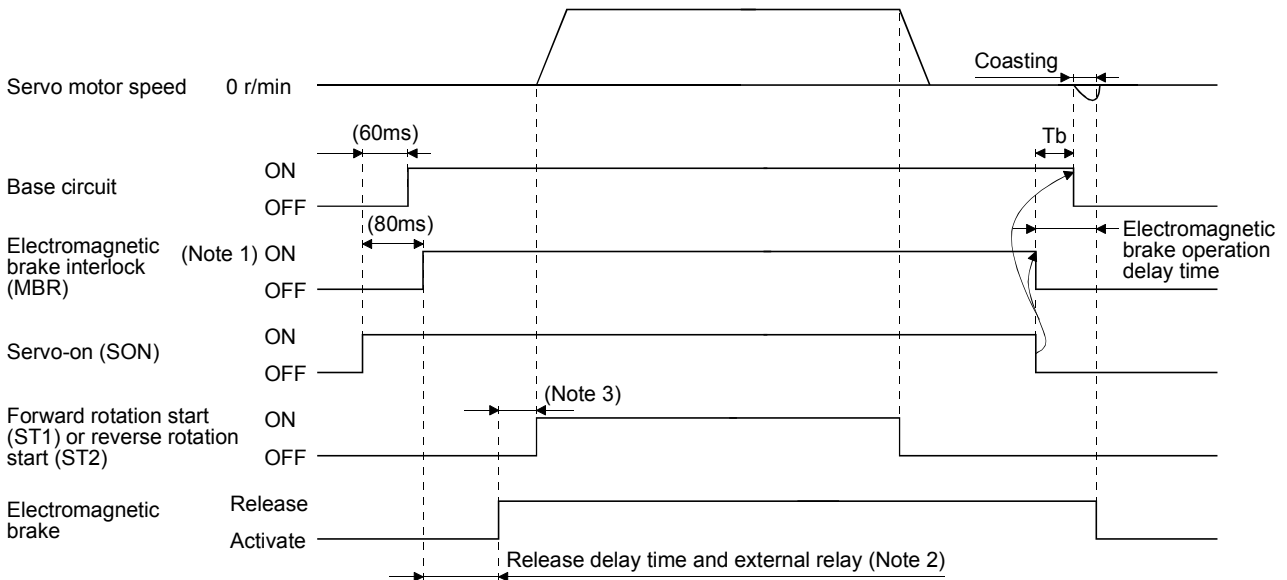 Coasting
Servo motor speed 0 r/min
(60ms)
Tb
ON
Base circuit
OFF
(80ms)
Electromagnetic
brake operation
delay time
Electromagnetic
brake interlock
(MBR)
(Note 1) ON
OFF
ON
Servo-on (SON)
OFF
(Note 3)
Forward rotation start
(ST1) or reverse rotation
start (ST2)
ON
OFF
Electromagnetic
brake
Release
Activate
Release delay time and external relay (Note 2)